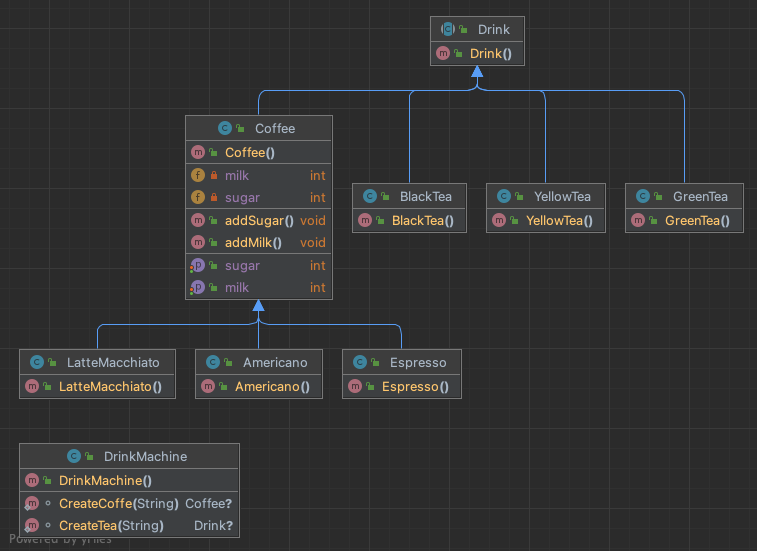 Drink
Drink()
Coffee
Coffee()
milk int
sugar int
addSugar() void
addMilk() void
sugar int
milk int
BlackTea
BlackTea()
YellowTea
YellowTea()
GreenTea
GreenTea()
LatteMacchiato
LatteMacchiato()
Americano
Americano()
Espresso
Espresso()
DrinkMachine
DrinkMachine()
CreateCoffe(String) Coffee?
CreateTea(String) Drink?
Powered by yFiles